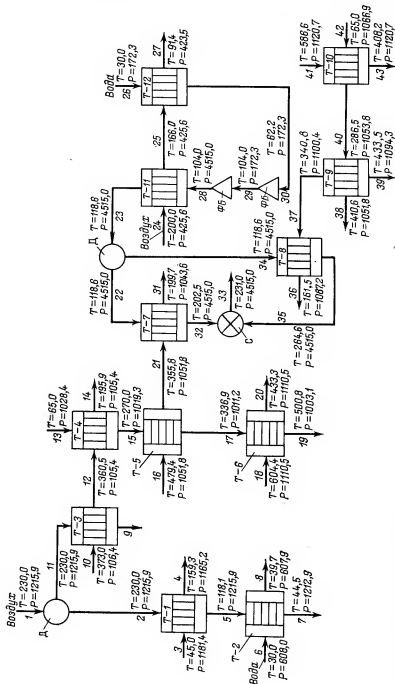 Воздух
1
T=230,0
P=1215,9
Д
11
T=230,0
P=1215,9
2
T=230,0
P=1215,9
3
T=45,0
P=1181,4
Т-1
4
T=159,3
P=1165,2
5
T=118,1
P=1215,9
Вода
6
T=30,0
P=608,0
Т-2
8
T=39,7
P=607,9
7
T=44,5
P=1212,9
10
T=373,0
P=106,4
Т-3
9
12
T=360,5
P=105,4
13
T=65,0
P=1028,4
Т-4
14
T=195,9
P=105,4
15
T=270,0
P=1019,3
Т-5
16
T=479,4
P=1051,8
21
T=355,8
P=1051,8
17
T=336,9
P=1011,2
18
T=604,4
P=1110,5
Т-6
20
T=433,3
P=1110,5
19
T=500,8
P=1003,1
22
T=118,6
P=4515,0
Д
23
T=118,6
P=4515,0
Т-7
31
T=199,7
P=1043,6
32
T=202,5
P=4515,0
33
T=231,0
P=4515,0
С
34
T=118,6
P=4515,0
35
T=264,6
P=4515,0
Т-8
36
T=161,5
P=1087,2
37
T=340,8
P=1100,4
Воздух
24
T=200,0
P=425,6
Т-11
25
T=166,0
P=425,6
Вода
26
T=30,0
P=172,3
Т-12
27
T=91,4
P=423,5
28
T=104,0
P=4515,0
Фб
29
T=104,0
P=172,3
Фб
30
T=62,2
P=172,3
Т-9
38
T=410,6
P=1051,8
39
T=433,5
P=1094,3
40
T=286,5
P=1053,8
41
T=586,6
P=1120,7
42
T=65,0
P=1066,9
Т-10
43
T=408,2
P=1120,7